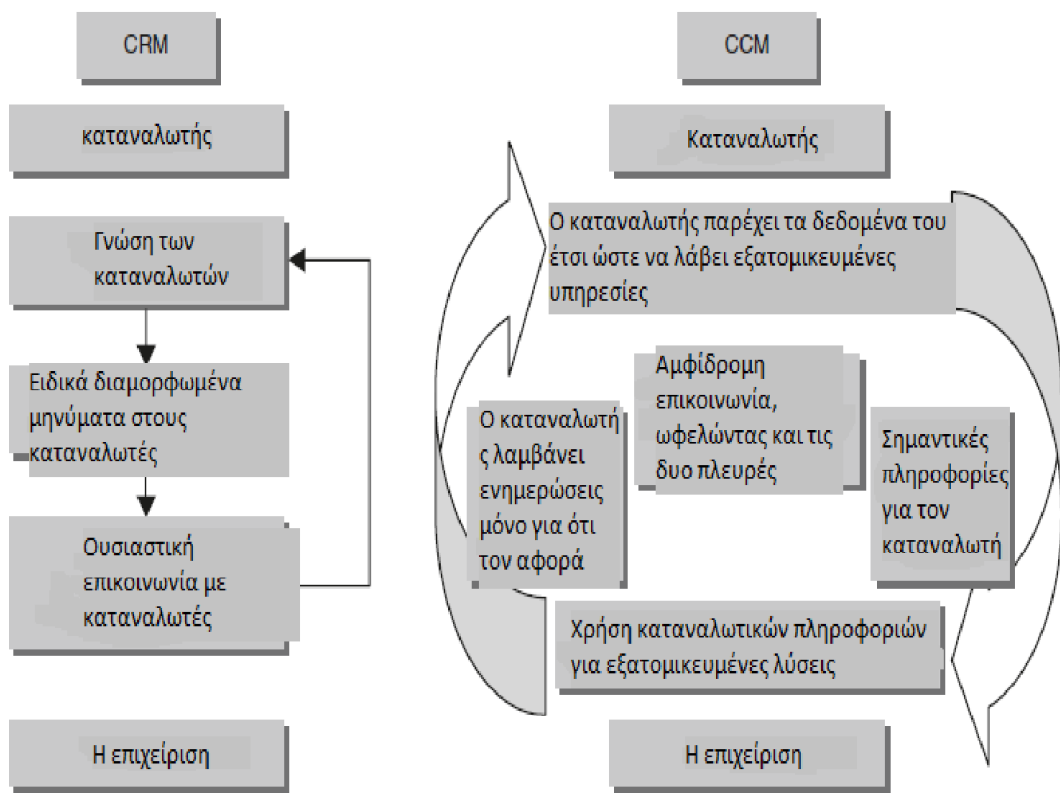 CRM
καταναλωτής
Γνώση των
καταναλωτών
Ειδικά διαμορφωμένα
μηνύματα στους
καταναλωτές
Ουσιαστική
επικοινωνία με
καταναλωτές
Η επιχείριση
CCM
Καταναλωτής
Ο καταναλωτής παρέχει τα δεδομένα του
έτσι ώστε να λάβει εξατομικευμένες
υπηρεσίες
Αμφίδρομη
επικοινωνία,
ωφελώντας και τις
δυο πλευρές
Ο καταναλωτή
ς λαμβάνει
ενημερώσεις
μόνο για ότι
τον αφορά
Σημαντικές
πληροφορίες
για τον
καταναλωτή
Χρήση καταναλωτικών πληροφοριών
για εξατομικευμένες λύσεις
Η επιχείριση